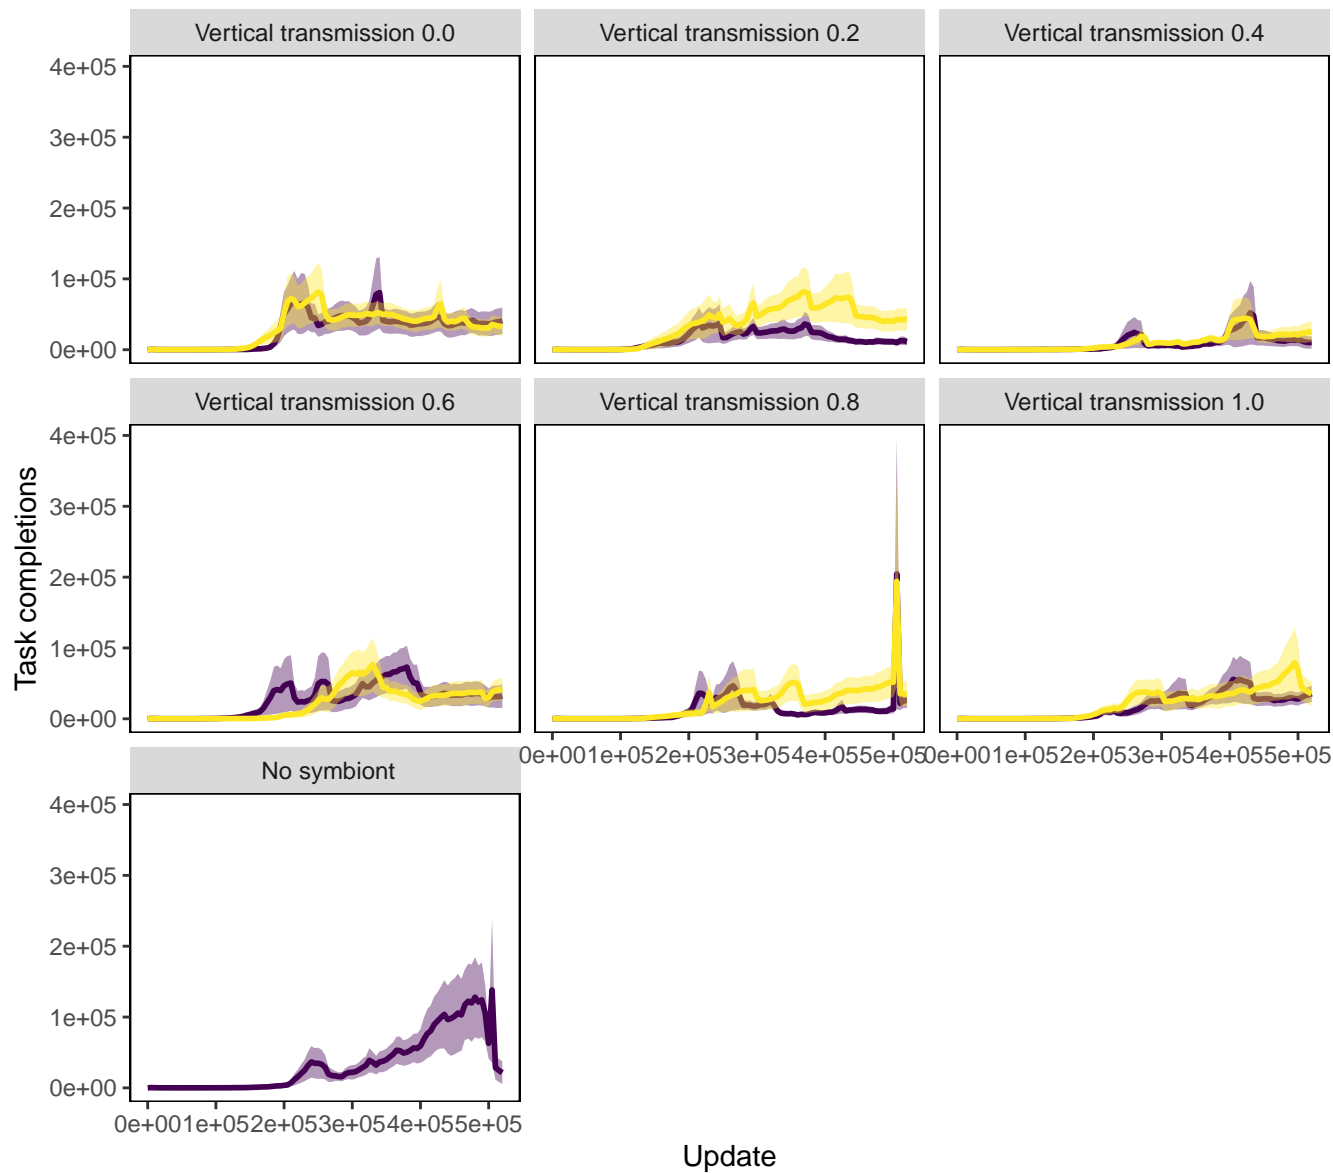 Vertical transmission 0.0
Vertical transmission 0.2
Vertical transmission 0.4
4e+05
3e+05
2e+05
1e+05
0e+00
Vertical transmission 0.6
Vertical transmission 0.8
Vertical transmission 1.0
4e+05
3e+05
2e+05
1e+05
0e+00
Task completions
0e+001e+052e+053e+054e+055e+05
0e+001e+052e+053e+054e+055e+05
No symbiont
4e+05
3e+05
2e+05
1e+05
0e+00
0e+001e+052e+053e+054e+055e+05
Update